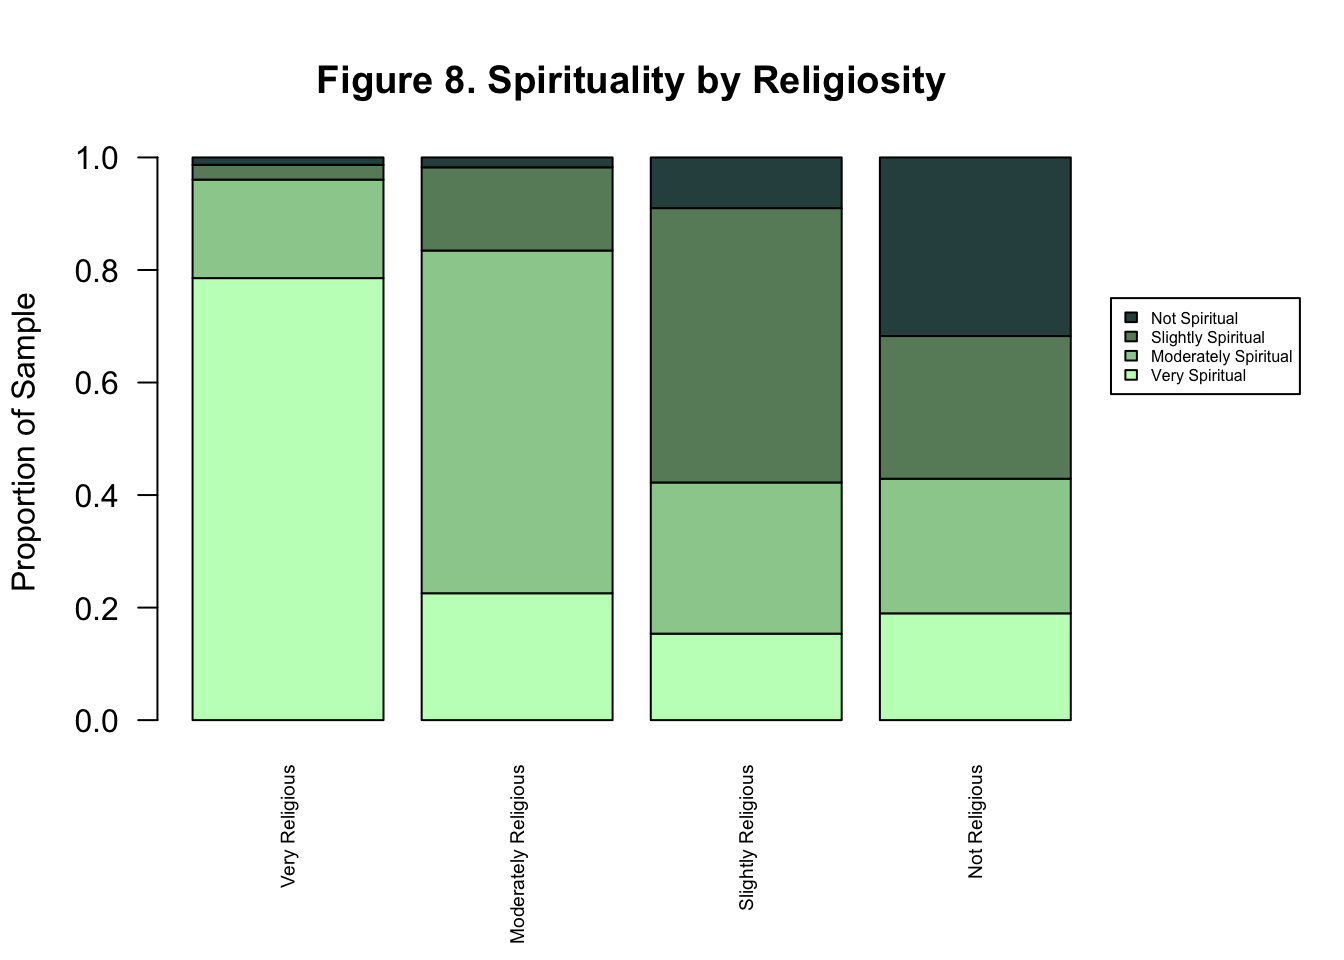 Figure 8. Spirituality by Religiosity
Proportion of Sample
1.0
0.8
0.6
0.4
0.2
0.0
Very Religious
Moderately Religious
Slightly Religious
Not Religious
Not Spiritual
Slightly Spiritual
Moderately Spiritual
Very Spiritual